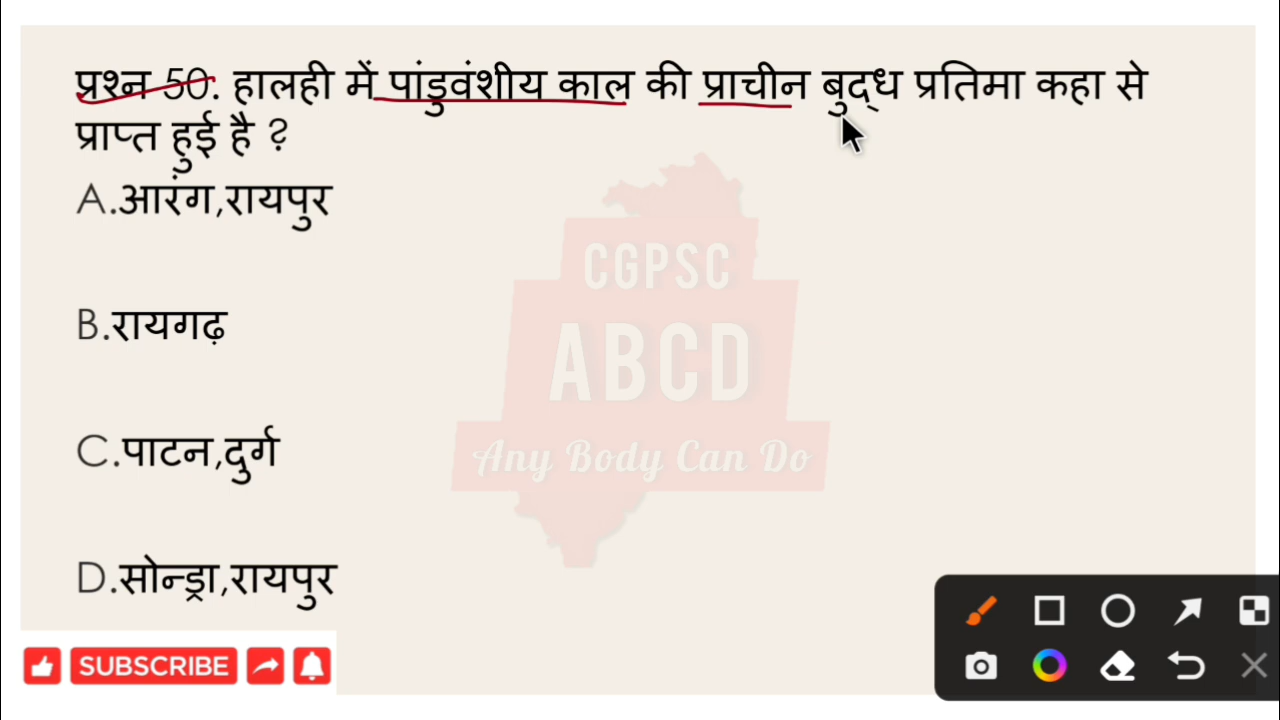 प्रश्न 50. हालही में पांडुवंशीय काल की प्राचीन बुद्ध प्रतिमा कहा से
प्राप्त हुई है ?
A.आरंग,रायपुर
B.रायगढ़
C.पाटन,दुर्ग
D.सोन्ड्रा,रायपुर
CGPSC
ABCD
Any Body Can Do
SUBSCRIBE